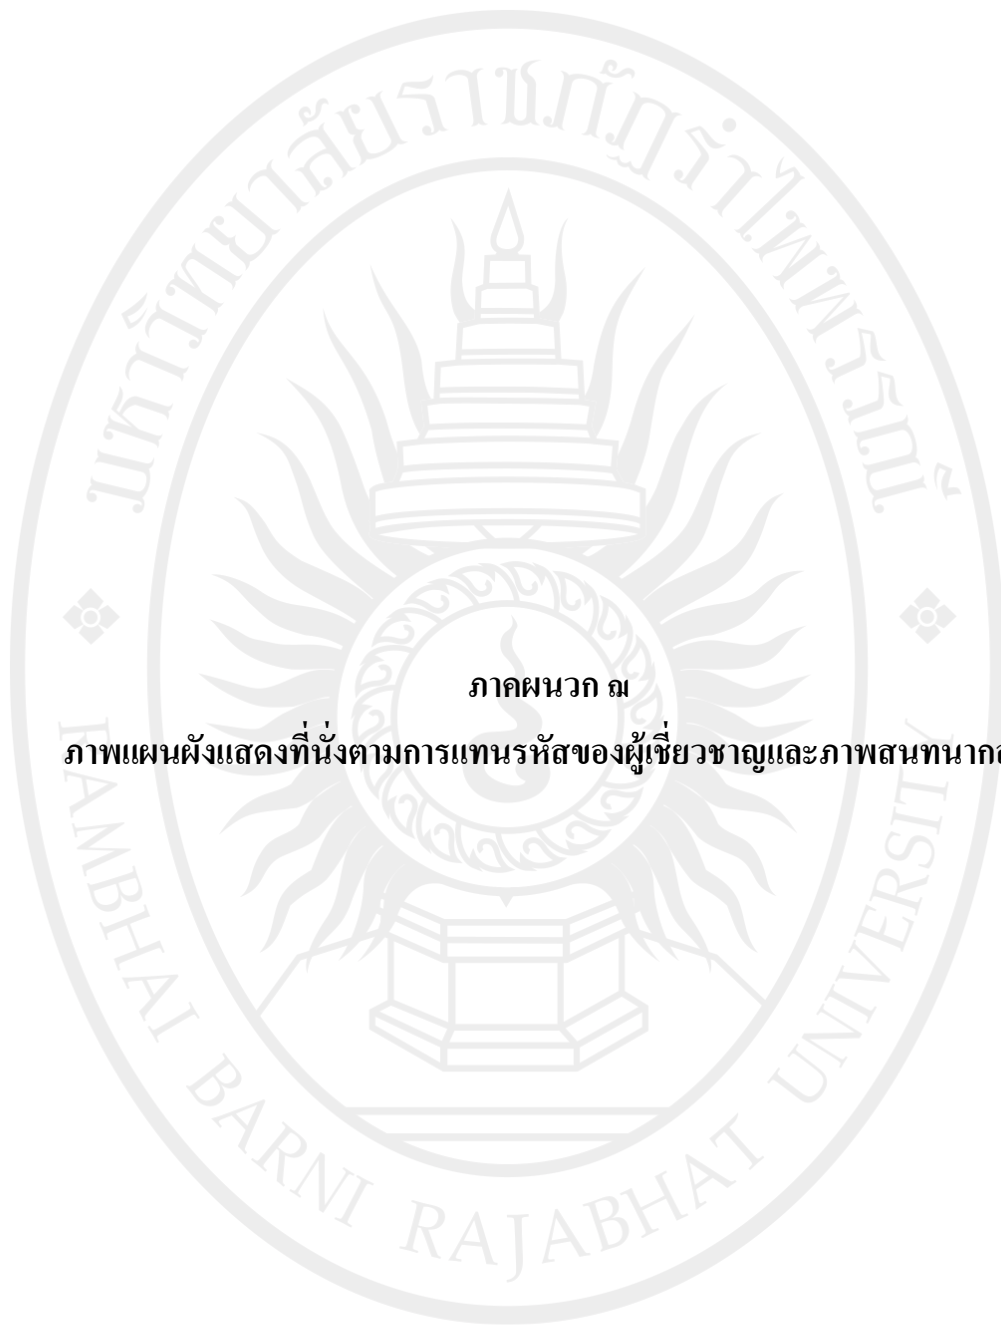 มหาวิทยาลัยราชภัฏรำไพพรรณี
ภาคผนวก ฌ
ภาพแผนผังแสดงที่นั่งตามการแทนรหัสของผู้เชี่ยวชาญและภาพสนทนา
RAMBHAI BARNI RAJABHAT UNIVERSITY